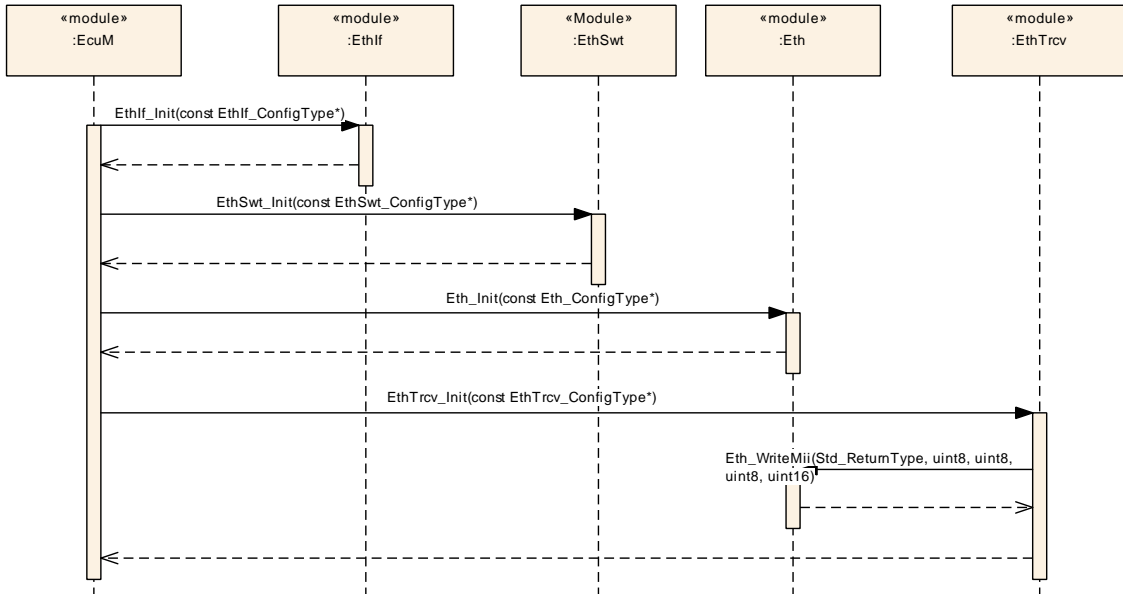 «module»
:EcuM
«module»
:EthIf
«Module»
:EthSwt
«module»
:Eth
«module»
:EthTrcv
EthIf_Init(const EthIf_ConfigType*)
EthSwt_Init(const EthSwt_ConfigType*)
Eth_Init(const Eth_ConfigType*)
EthTrcv_Init(const EthTrcv_ConfigType*)
Eth_WriteMii(Std_ReturnType, uint8, uint8,
uint8, uint16)